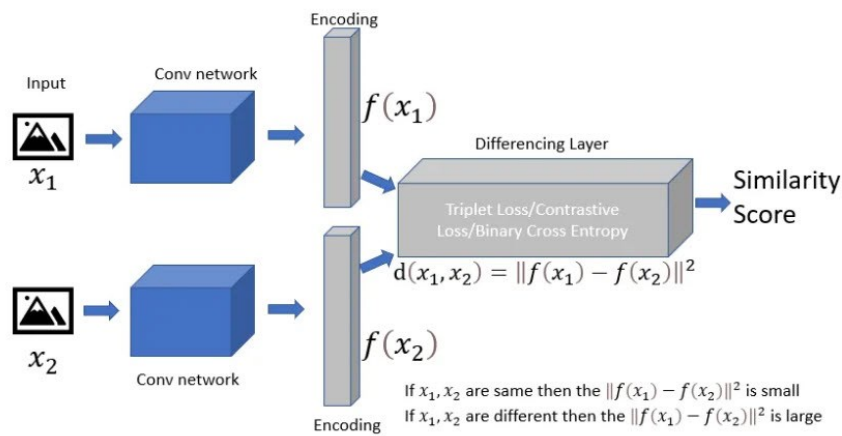 Encoding
Conv network
Input
f(x₁)
x₁
Differencing Layer
Triplet Loss/Contrastive
Loss/Binary Cross Entropy
Similarity
Score
d(x₁, x₂) = ‖f(x₁) − f(x₂)‖²
x₂
f(x₂)
Conv network
Encoding
If x₁, x₂ are same then the ‖f(x₁) − f(x₂)‖² is small
If x₁, x₂ are different then the ‖f(x₁) − f(x₂)‖² is large